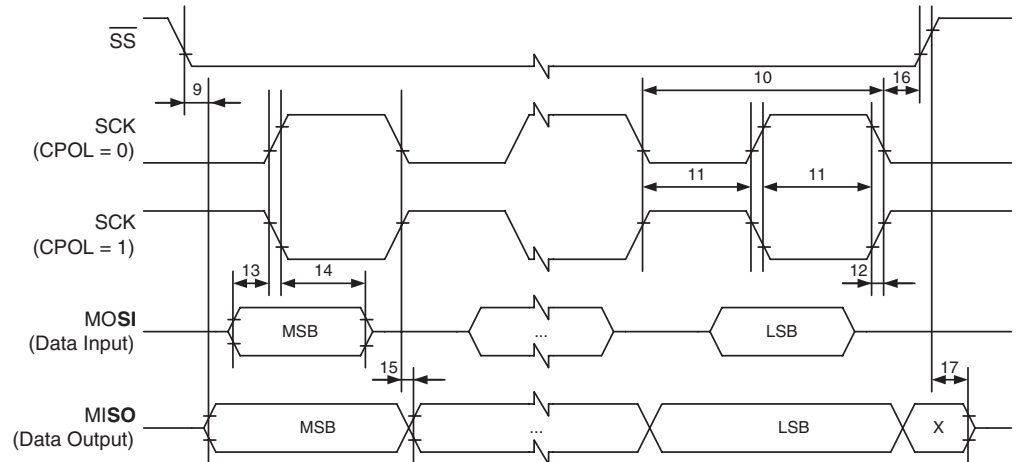 SS
9
10
16
SCK
(CPOL = 0)
11
11
SCK
(CPOL = 1)
13
14
12
MOSI
(Data Input)
MSB
...
LSB
15
17
MISO
(Data Output)
MSB
...
LSB
X